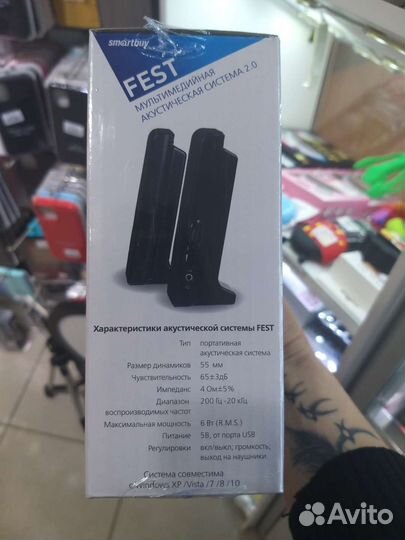 smartbuy
FEST
МУЛЬТИМЕДИЙНАЯ
АКУСТИЧЕСКАЯ СИСТЕМА 2.0
Характеристики акустической системы FEST
Тип портативная
акустическая система
Размер динамиков 55 мм
Чувствительность 65±3дБ
Импеданс 4 Ом±5%
Диапазон 200 Гц -20 кГц
воспроизводимых частот
Максимальная мощность 6 Вт (R.M.S.)
Питание 5В, от порта USB
Регулировки вкл/выкл, громкость,
выход на наушники
Система совместима
с Windows XP /Vista /7 /8 /10
Avito